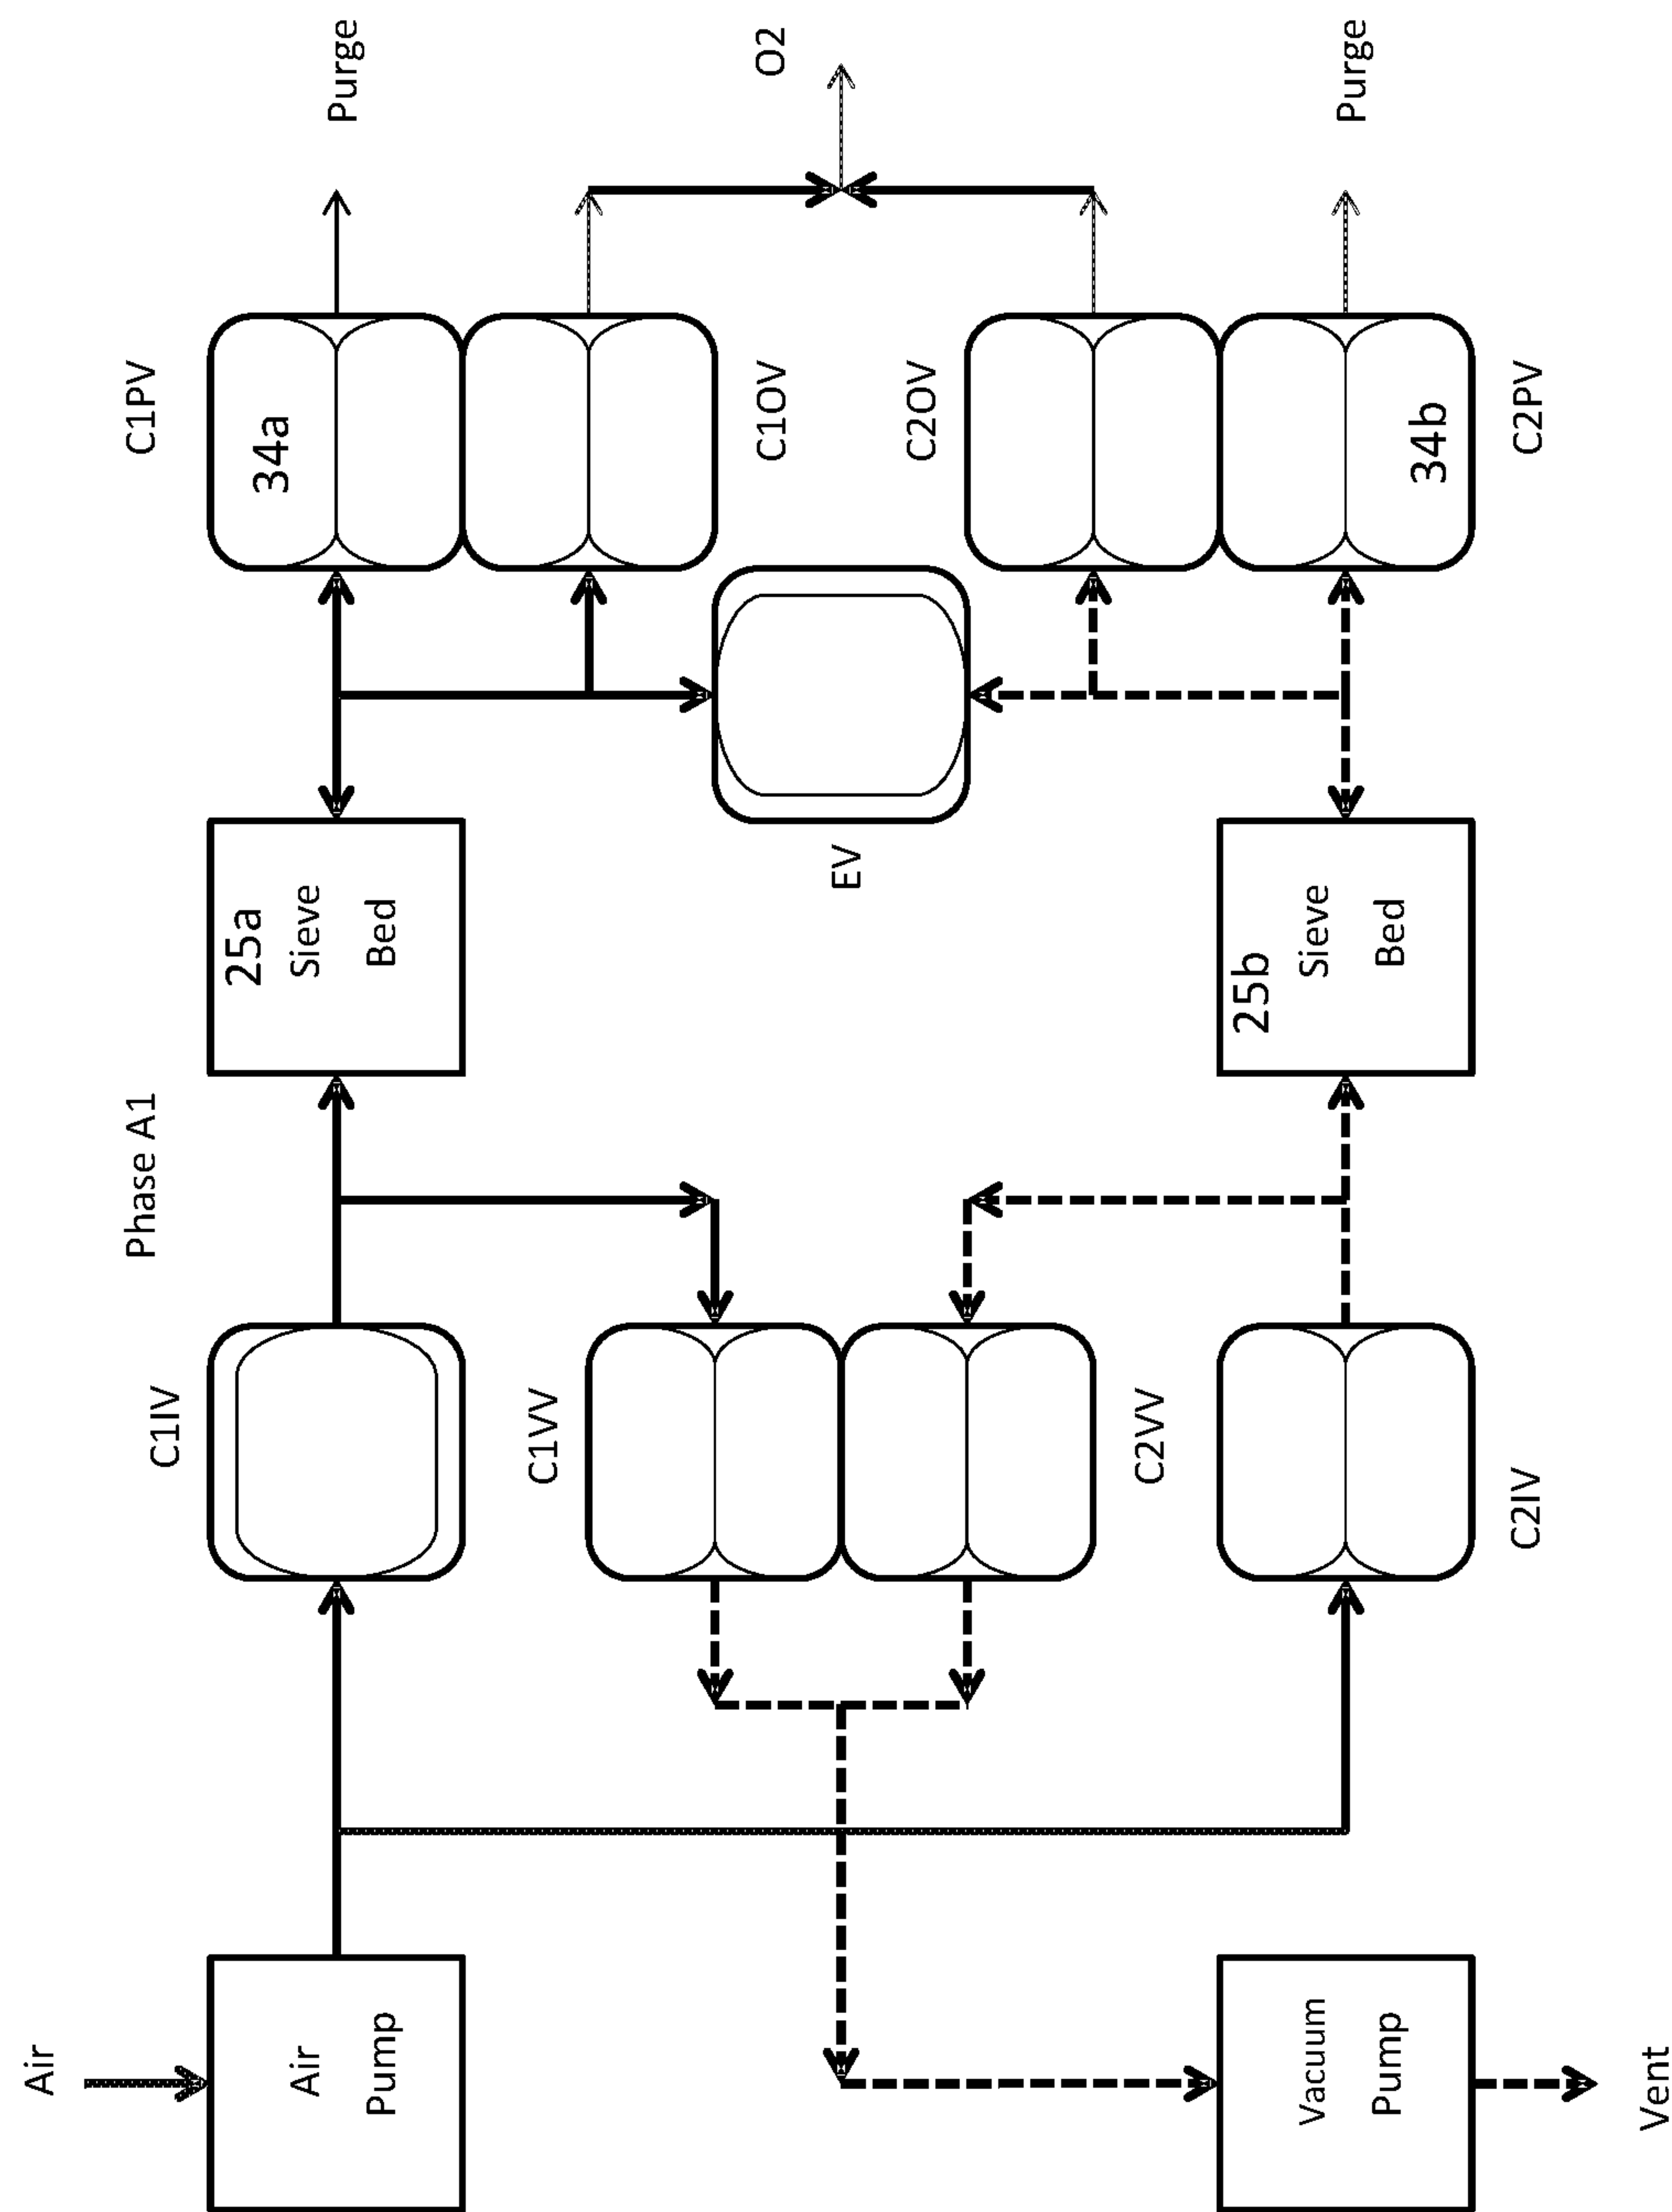 Air
Phase A1
C1PV
C1IV
25a
34a
Air
Pump
Sieve
Bed
Purge
C1VV
C1OV
O2
EV
C2OV
C2VV
25b
Vacuum
Pump
Sieve
Bed
Purge
34b
C2IV
C2PV
Vent